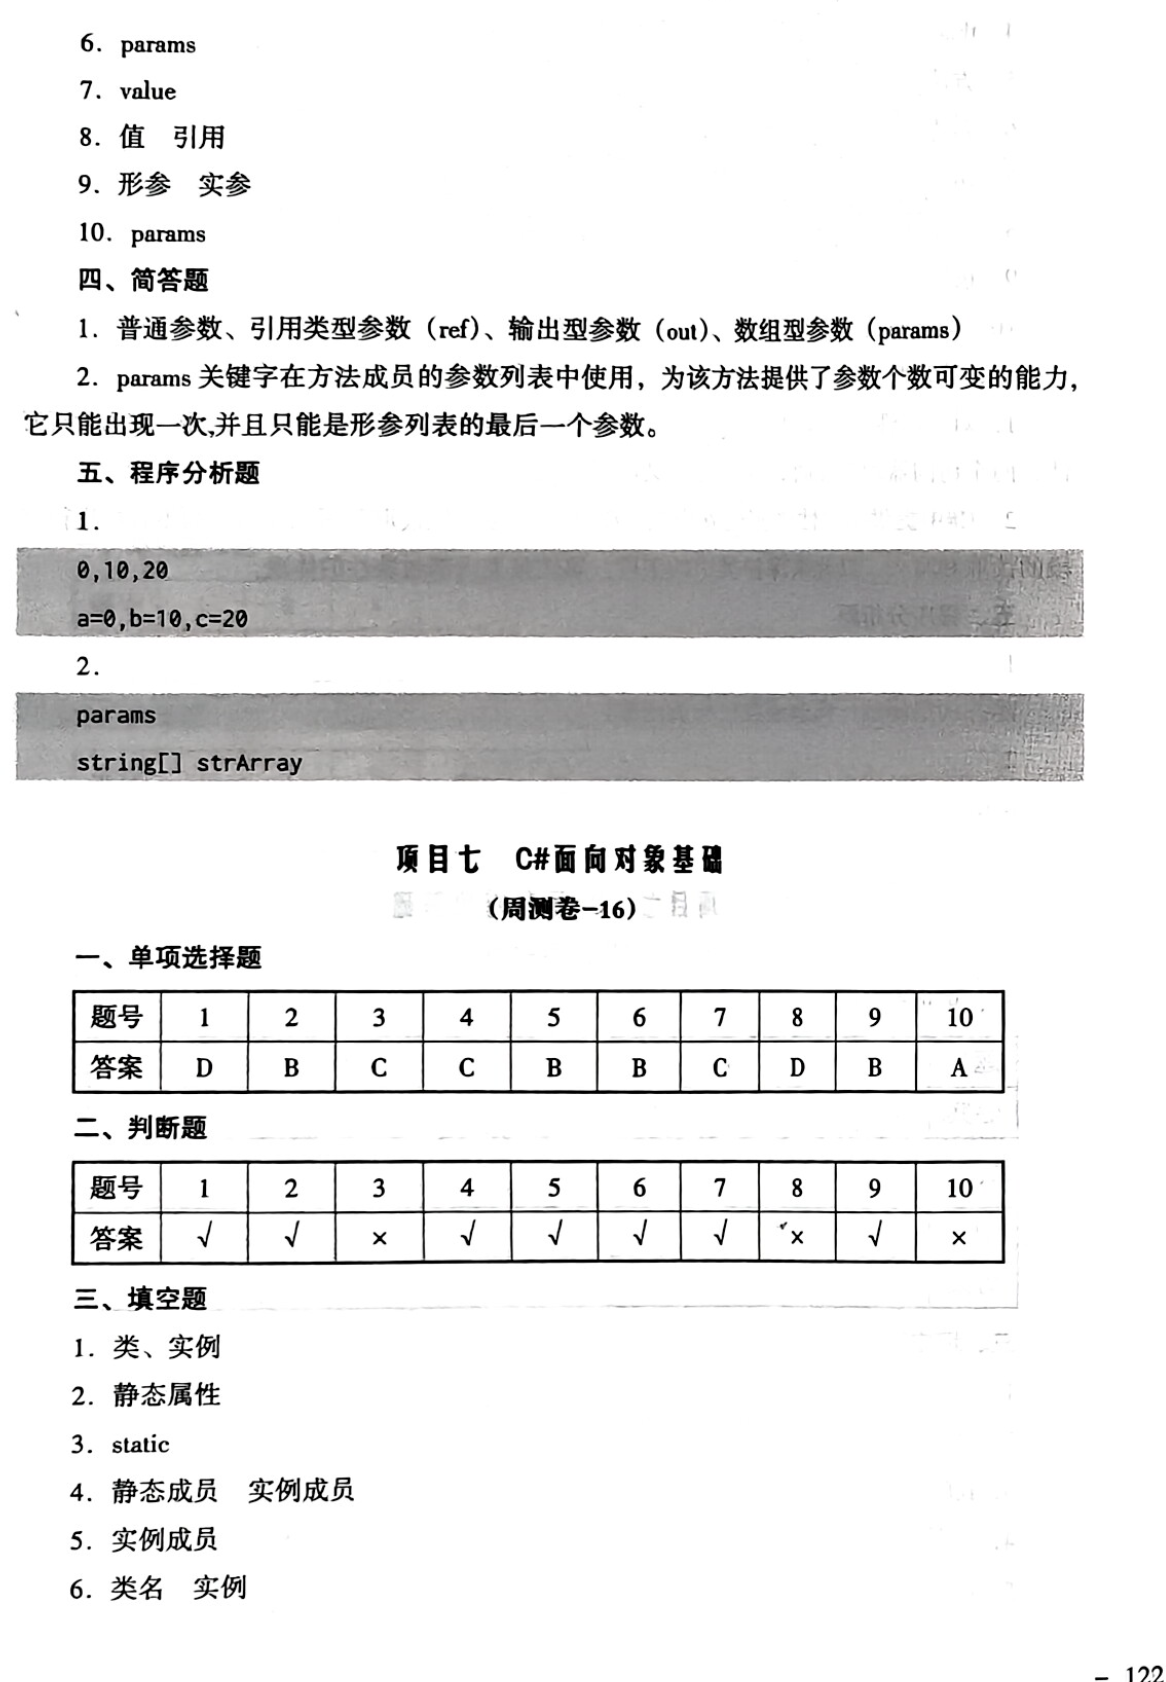 6. params
7. value
8. 值 引用
9. 形参 实参
10. params
四、简答题
1. 普通参数、引用类型参数（ref）、输出型参数（out）、数组型参数（params）
2. params 关键字在方法成员的参数列表中使用，为该方法提供了参数个数可变的能力，
它只能出现一次,并且只能是形参列表的最后一个参数。
五、程序分析题
1.
0,10,20
a=0,b=10,c=20
2.
params
string[] strArray
项目七 C#面向对象基础
（周测卷-16）
一、单项选择题
题号 1 2 3 4 5 6 7 8 9 10
答案 D B C C B B C D B A
二、判断题
题号 1 2 3 4 5 6 7 8 9 10
答案 √ √ × √ √ √ √ × √ ×
三、填空题
1. 类、实例
2. 静态属性
3. static
4. 静态成员 实例成员
5. 实例成员
6. 类名 实例
- 122